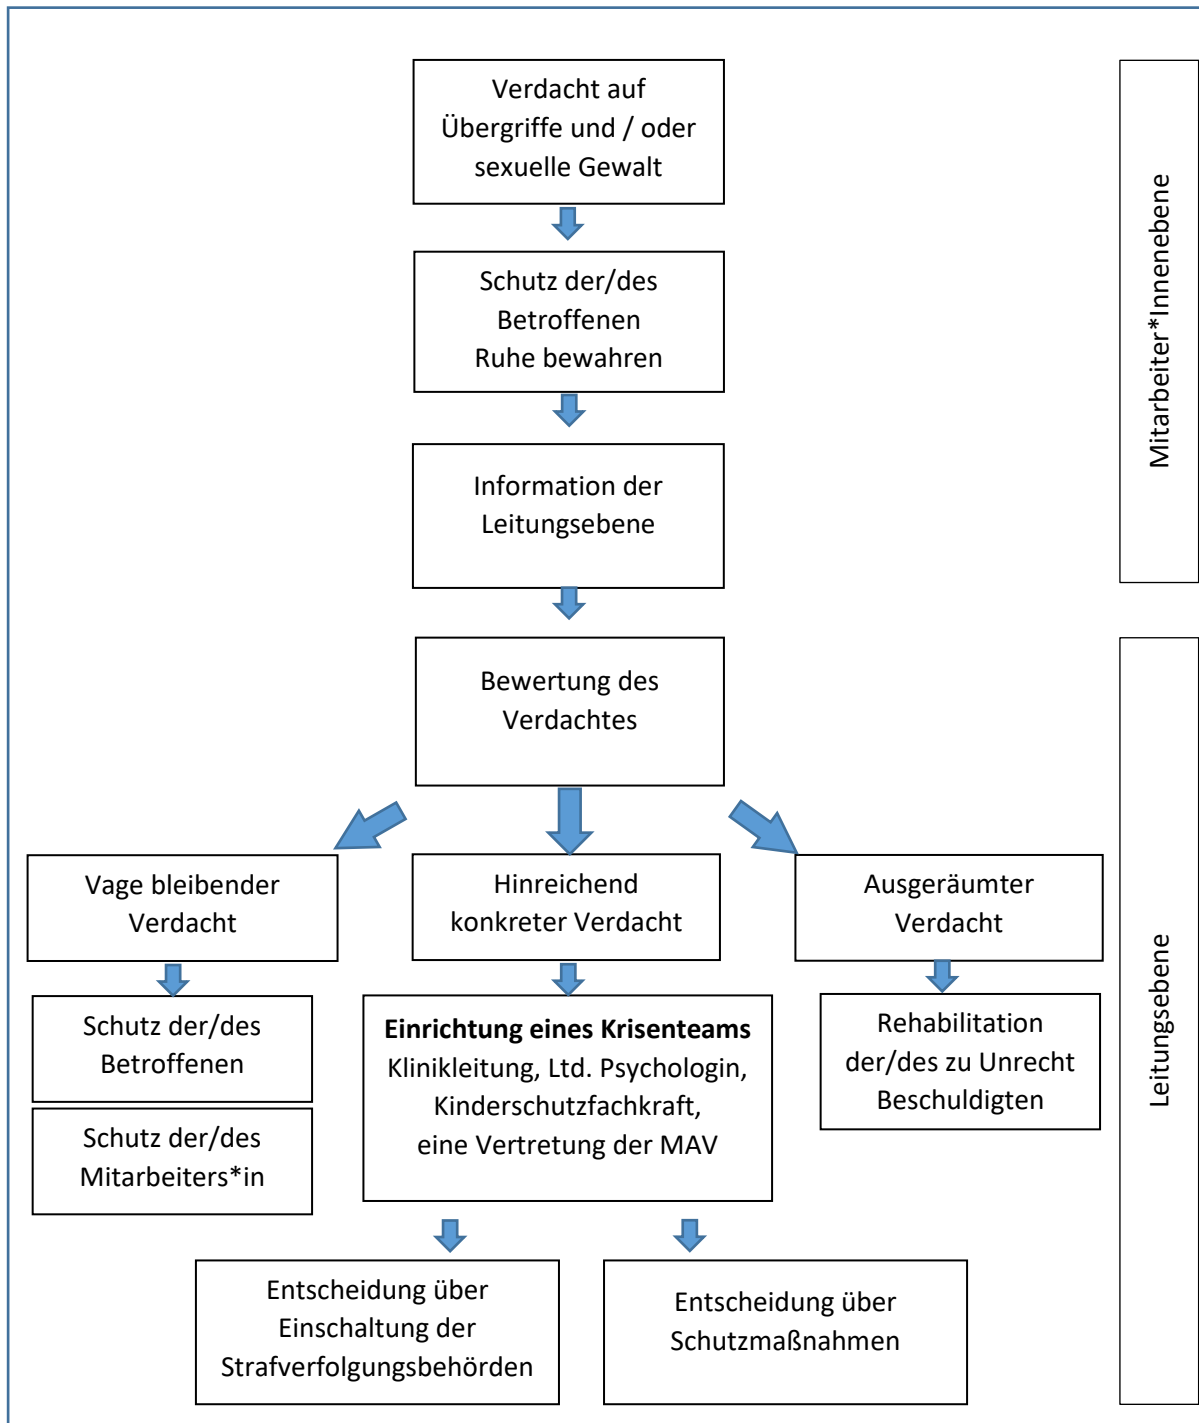 Verdacht auf
Übergriffe und / oder
sexuelle Gewalt
Schutz der/des
Betroffenen
Ruhe bewahren
Information der
Leitungsebene
Mitarbeiter*Innenebene
Bewertung des
Verdachtes
Vage bleibender
Verdacht
Hinreichend
konkreter Verdacht
Ausgeräumter
Verdacht
Schutz der/des
Betroffenen
Schutz der/des
Mitarbeiters*in
Einrichtung eines Krisenteams
Klinikleitung, Ltd. Psychologin,
Kinderschutzfachkraft,
eine Vertretung der MAV
Rehabilitation
der/des zu Unrecht
Beschuldigten
Entscheidung über
Einschaltung der
Strafverfolgungsbehörden
Entscheidung über
Schutzmaßnahmen
Leitungsebene